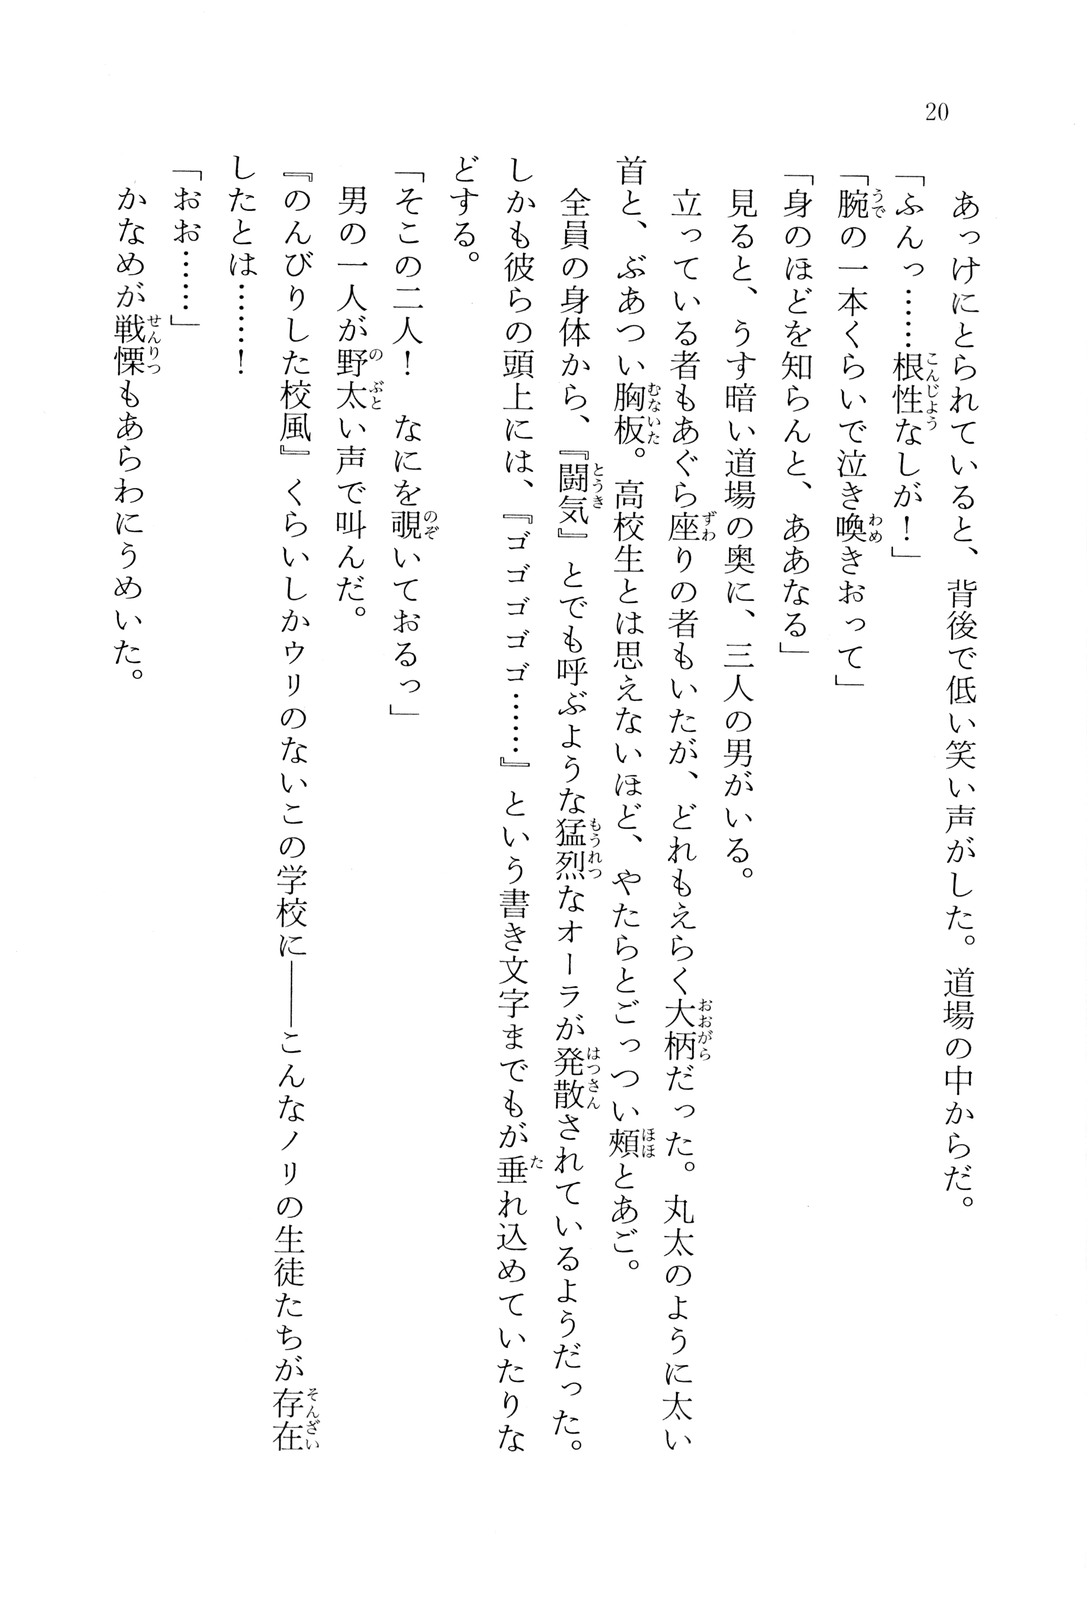 20
　あっけにとられていると、背後で低い笑い声がした。道場の中からだ。
「ふんっ……根性なしが！」
「腕の一本くらいで泣き喚きおって」
「身のほどを知らんと、ああなる」
　見ると、うす暗い道場の奥に、三人の男がいる。
　立っている者もあぐら座りの者もいたが、どれもえらく大柄だった。丸太のように太い
首と、ぶあつい胸板。高校生とは思えないほど、やたらとごっつい頰とあご。
　全員の身体から、『闘気』とでも呼ぶような猛烈なオーラが発散されているようだった。
しかも彼らの頭上には、『ゴゴゴゴゴ……』という書き文字までもが垂れ込めていたりな
どする。
「そこの二人！　なにを覗いておるっ」
　男の一人が野太い声で叫んだ。
『のんびりした校風』くらいしかウリのないこの学校に――こんなノリの生徒たちが存在
したとは……！
「おお……」
　かなめが戦慄もあらわにうめいた。